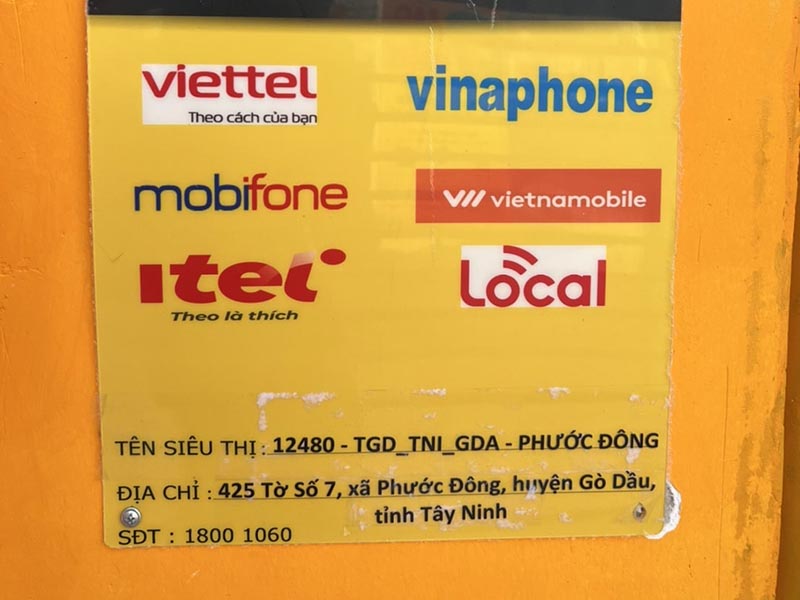 viettel
Theo cách của bạn
vinaphone
mobifone
vietnamobile
Itel
Theo là thích
Local
TÊN SIÊU THỊ : 12480 - TGD_TNI_GDA - PHƯỚC ĐÔNG
ĐỊA CHỈ : 425 Tờ Số 7, xã Phước Đông, huyện Gò Dầu,
tỉnh Tây Ninh
SĐT : 1800 1060